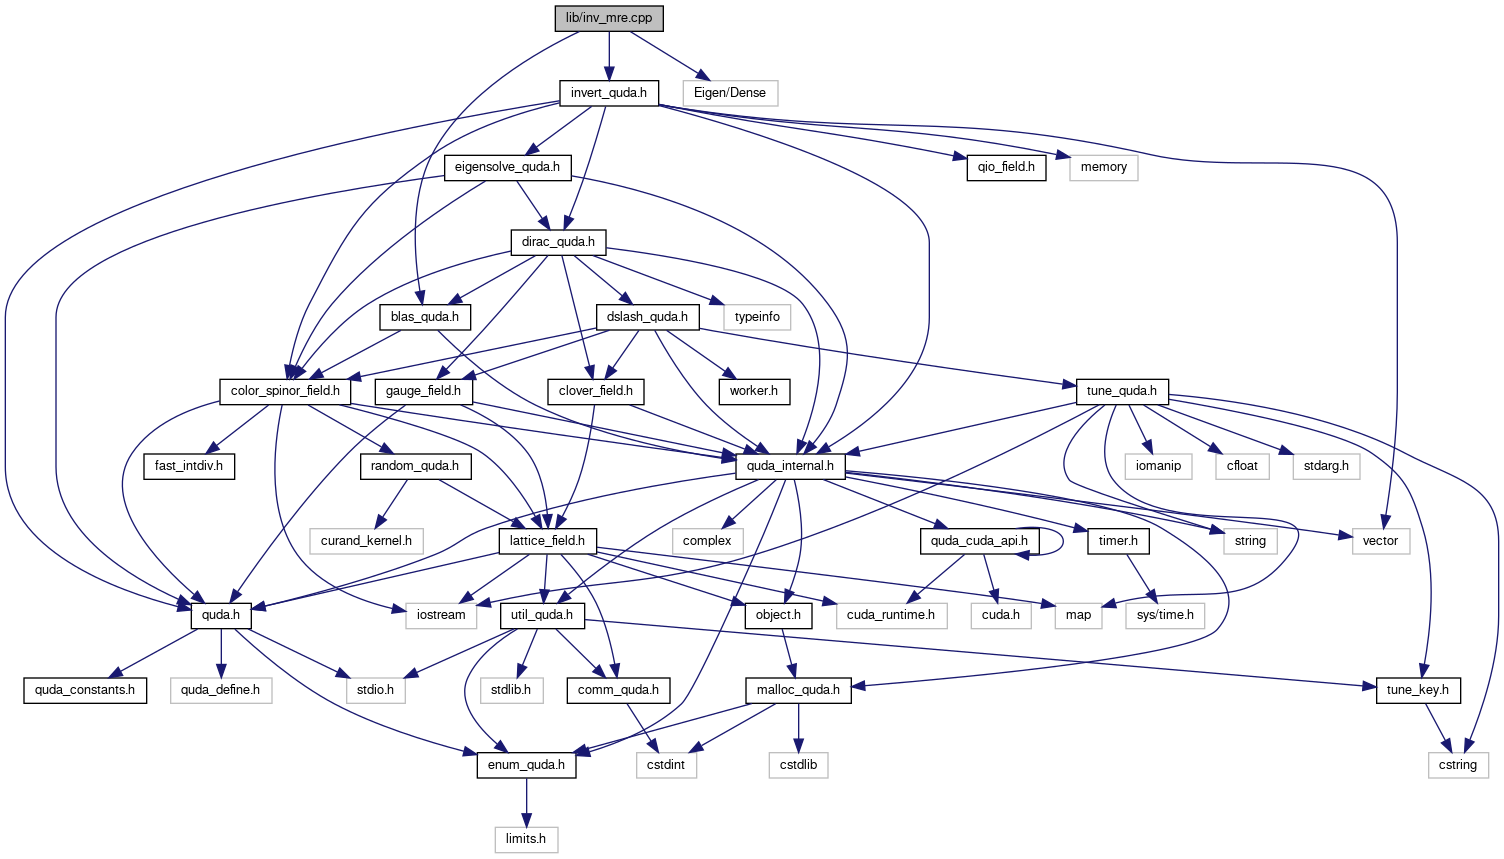 lib/inv_mre.cpp
invert_quda.h
Eigen/Dense
eigensolve_quda.h
qio_field.h
memory
dirac_quda.h
blas_quda.h
dslash_quda.h
typeinfo
color_spinor_field.h
gauge_field.h
clover_field.h
worker.h
tune_quda.h
fast_intdiv.h
random_quda.h
quda_internal.h
iomanip
cfloat
stdarg.h
curand_kernel.h
lattice_field.h
complex
quda_cuda_api.h
timer.h
string
vector
quda.h
iostream
util_quda.h
object.h
cuda_runtime.h
cuda.h
map
sys/time.h
quda_constants.h
quda_define.h
stdio.h
stdlib.h
comm_quda.h
malloc_quda.h
tune_key.h
enum_quda.h
cstdint
cstdlib
cstring
limits.h